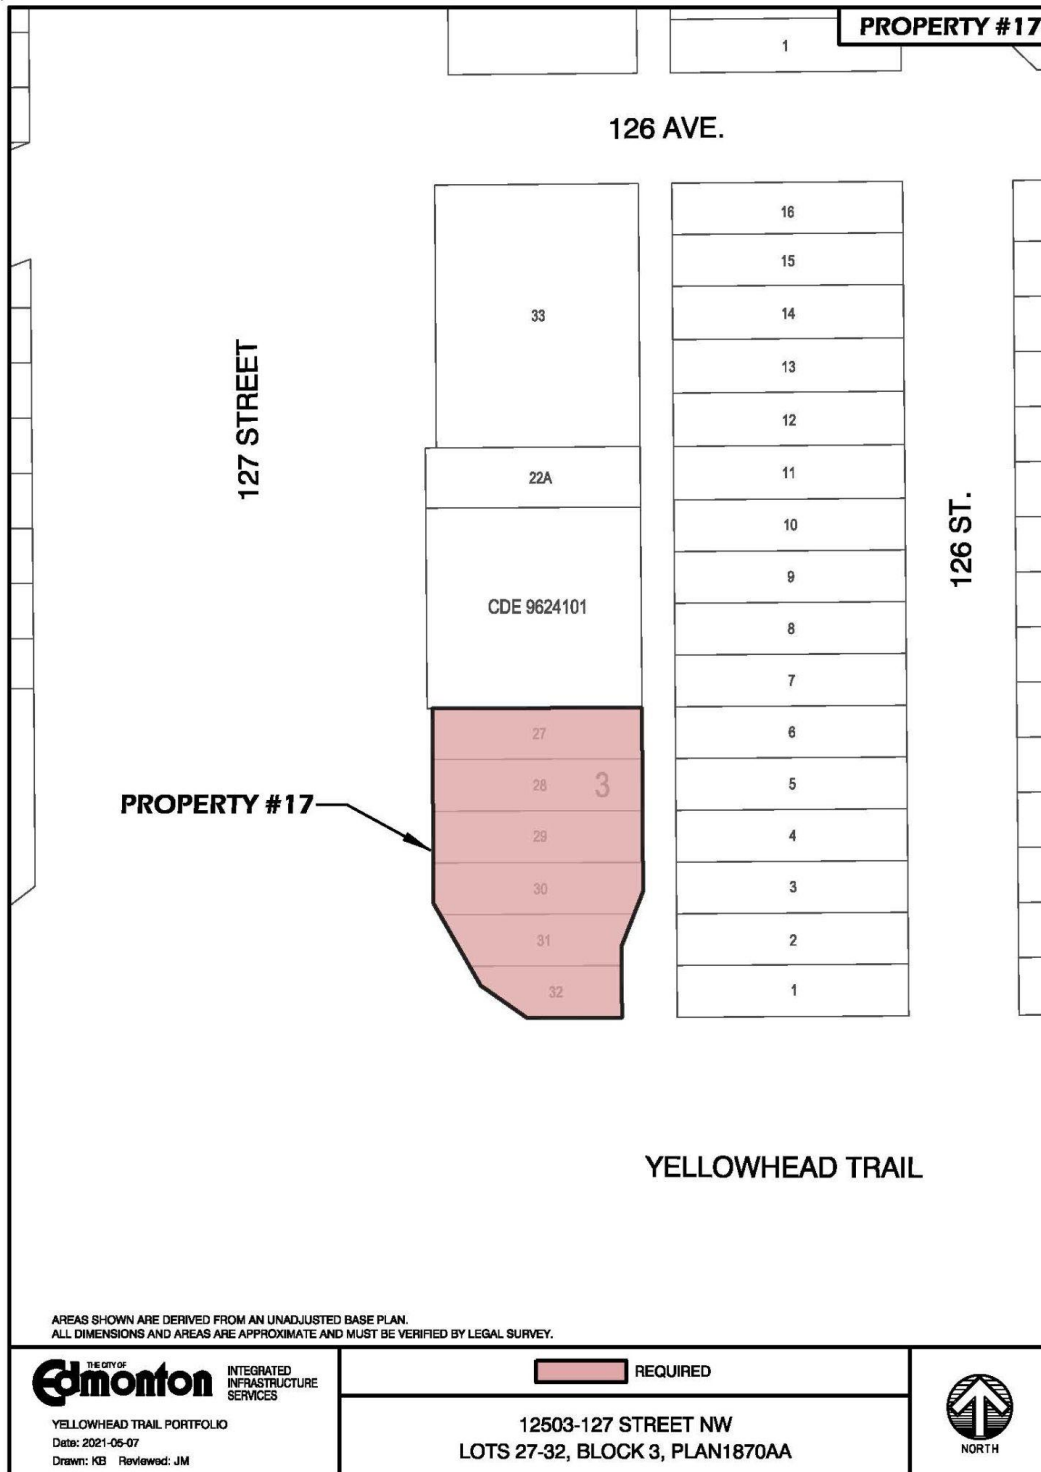 PROPERTY #17
1
126 AVE.
33
22A
CDE 9624101
16
15
14
13
12
11
10
9
8
7
6
5
4
3
2
1
127 STREET
126 ST.
27
28
3
29
30
31
32
PROPERTY #17
YELLOWHEAD TRAIL
AREAS SHOWN ARE DERIVED FROM AN UNADJUSTED BASE PLAN.
ALL DIMENSIONS AND AREAS ARE APPROXIMATE AND MUST BE VERIFIED BY LEGAL SURVEY.
THE CITY OF
Edmonton
INTEGRATED
INFRASTRUCTURE
SERVICES
YELLOWHEAD TRAIL PORTFOLIO
Date: 2021-05-07
Drawn: KB Reviewed: JM
REQUIRED
12503-127 STREET NW
LOTS 27-32, BLOCK 3, PLAN1870AA
NORTH